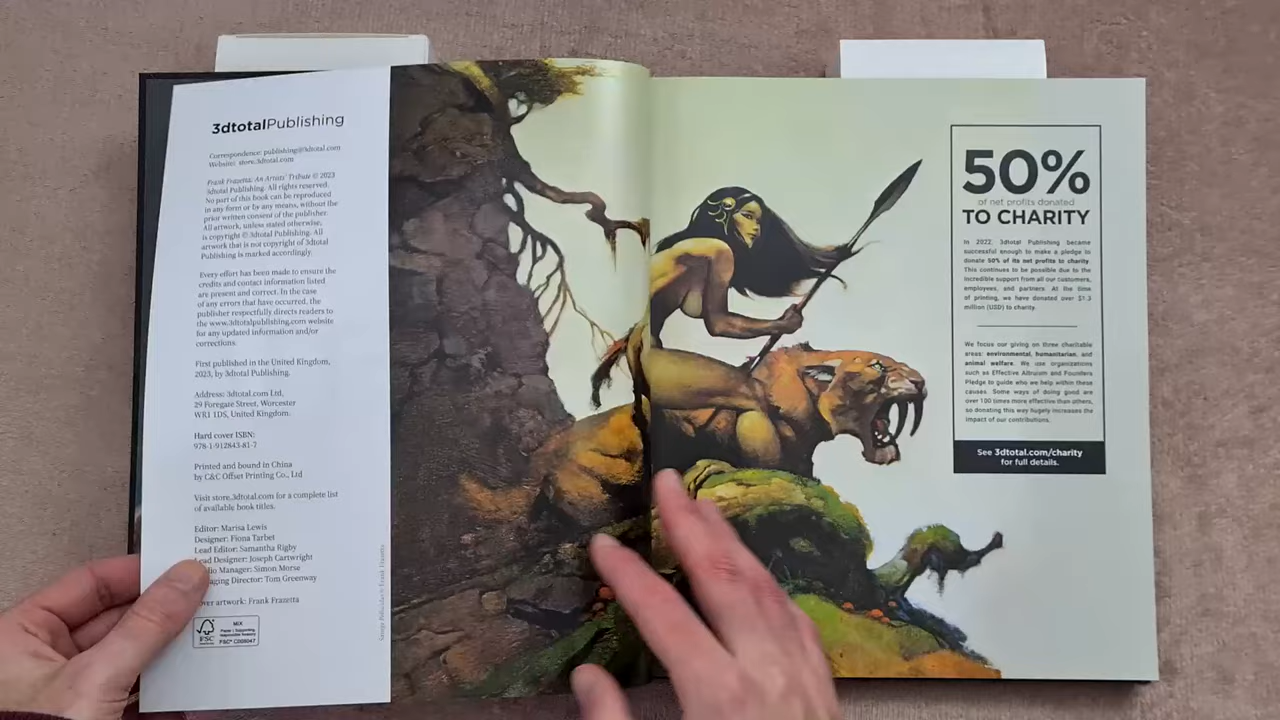 3dtotalPublishing
Correspondence: publishing@3dtotal.com
Website: store.3dtotal.com
Frank Frazetta: An Artists' Tribute © 2023
3dtotal Publishing. All rights reserved.
No part of this book can be reproduced
in any form or by any means, without the
prior written consent of the publisher.
All artwork, unless stated otherwise,
is copyright © 3dtotal Publishing. All
artwork that is not copyright of 3dtotal
Publishing is marked accordingly.
Every effort has been made to ensure the
credits and contact information listed
are present and correct. In the case
of any errors that have occurred, the
publisher respectfully directs readers to
the www.3dtotalpublishing.com website
for any updated information and/or
corrections.
First published in the United Kingdom,
2023, by 3dtotal Publishing.
Address: 3dtotal.com Ltd,
29 Foregate Street, Worcester
WR1 1DS, United Kingdom.
Hard cover ISBN:
978-1-912843-81-7
Printed and bound in China
by C&C Offset Printing Co., Ltd
Visit store.3dtotal.com for a complete list
of available book titles.
Editor: Marisa Lewis
Designer: Fiona Tarbet
Lead Editor: Samantha Rigby
Lead Designer: Joseph Cartwright
Manager: Simon Morse
Director: Tom Greenway
artwork: Frank Frazetta
FSC
MIX
FSC® C008047
© Frank Frazetta
50%
of net profits donated
TO CHARITY
In 2022, 3dtotal Publishing became
successful enough to make a pledge to
donate 50% of its net profits to charity.
This continues to be possible due to the
incredible support from all our customers,
employees, and partners. At the time
of printing, we have donated over $1.3
million (USD) to charity.
We focus our giving on three charitable
areas: environmental, humanitarian, and
animal welfare. We use organizations
such as Effective Altruism and Founders
Pledge to guide who we help within these
causes. Some ways of doing good are
over 100 times more effective than others,
so donating this way hugely increases the
impact of our contributions.
See 3dtotal.com/charity
for full details.